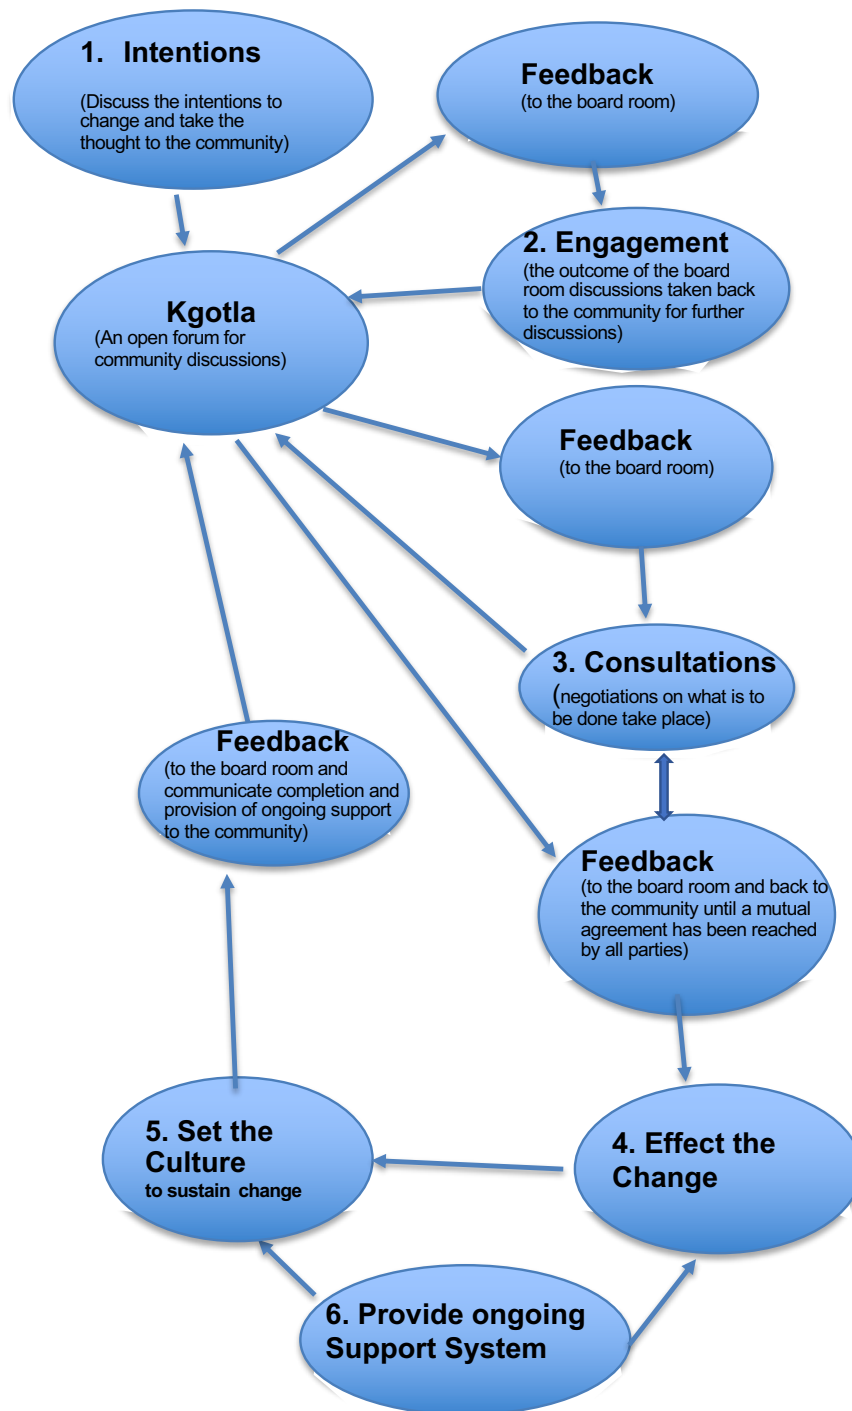 1. Intentions
(Discuss the intentions to
change and take the
thought to the community)
Feedback
(to the board room)
2. Engagement
(the outcome of the board
room discussions taken back
to the community for further
discussions)
Kgotla
(An open forum for
community discussions)
Feedback
(to the board room)
3. Consultations
(negotiations on what is to
be done take place)
Feedback
(to the board room and
communicate completion and
provision of ongoing support
to the community)
Feedback
(to the board room and back to
the community until a mutual
agreement has been reached
by all parties)
5. Set the
Culture
to sustain change
4. Effect the
Change
6. Provide ongoing
Support System